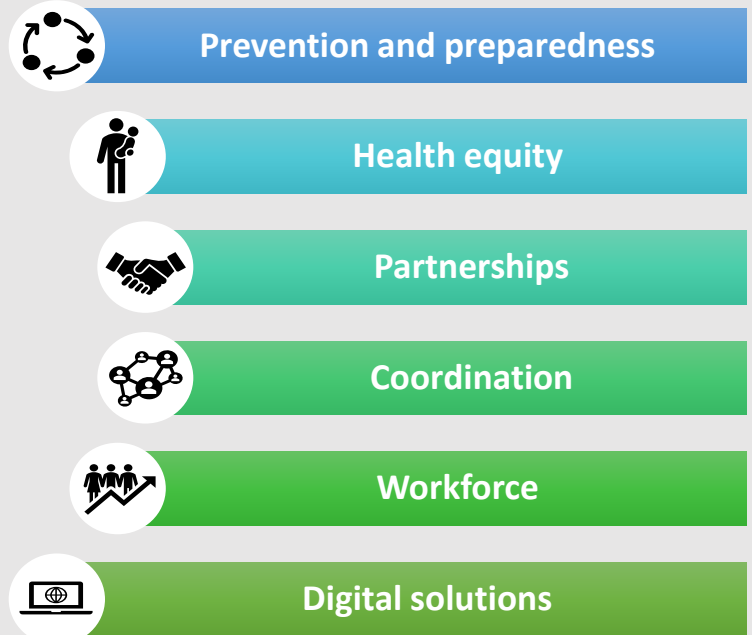 Prevention and preparedness
Health equity
Partnerships
Coordination
Workforce
Digital solutions